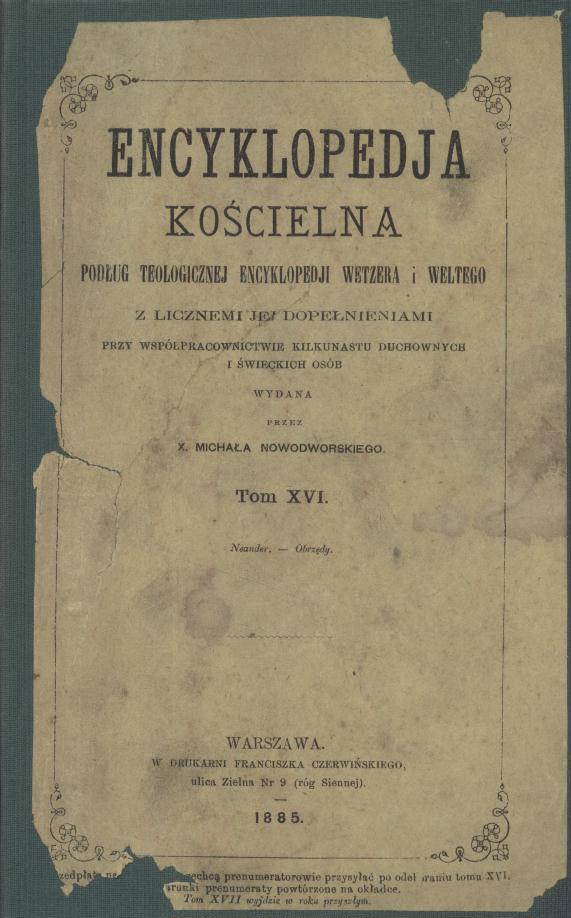 ENCYKLOPEDJA
KOŚCIELNA
PODŁUG TEOLOGICZNEJ ENCYKLOPEDJI WETZERA i WELTEGO
Z LICZNEMI JEJ DOPEŁNIENIAMI
PRZY WSPÓŁPRACOWNICTWIE KILKUNASTU DUCHOWNYCH
I ŚWIECKICH OSÓB
WYDANA
PRZEZ
X. MICHAŁA NOWODWORSKIEGO.
Tom XVI.
Neander. — Obrzędy.
WARSZAWA.
W DRUKARNI FRANCISZKA CZERWIŃSKIEGO,
ulica Zielna Nr 9 (róg Siennej).
1885.
prenumeratorowie przysyłać po tomu XVI.
prenumeraty powtórzone na okładce.
Tom XVII wyjdzie w roku przyszłym.